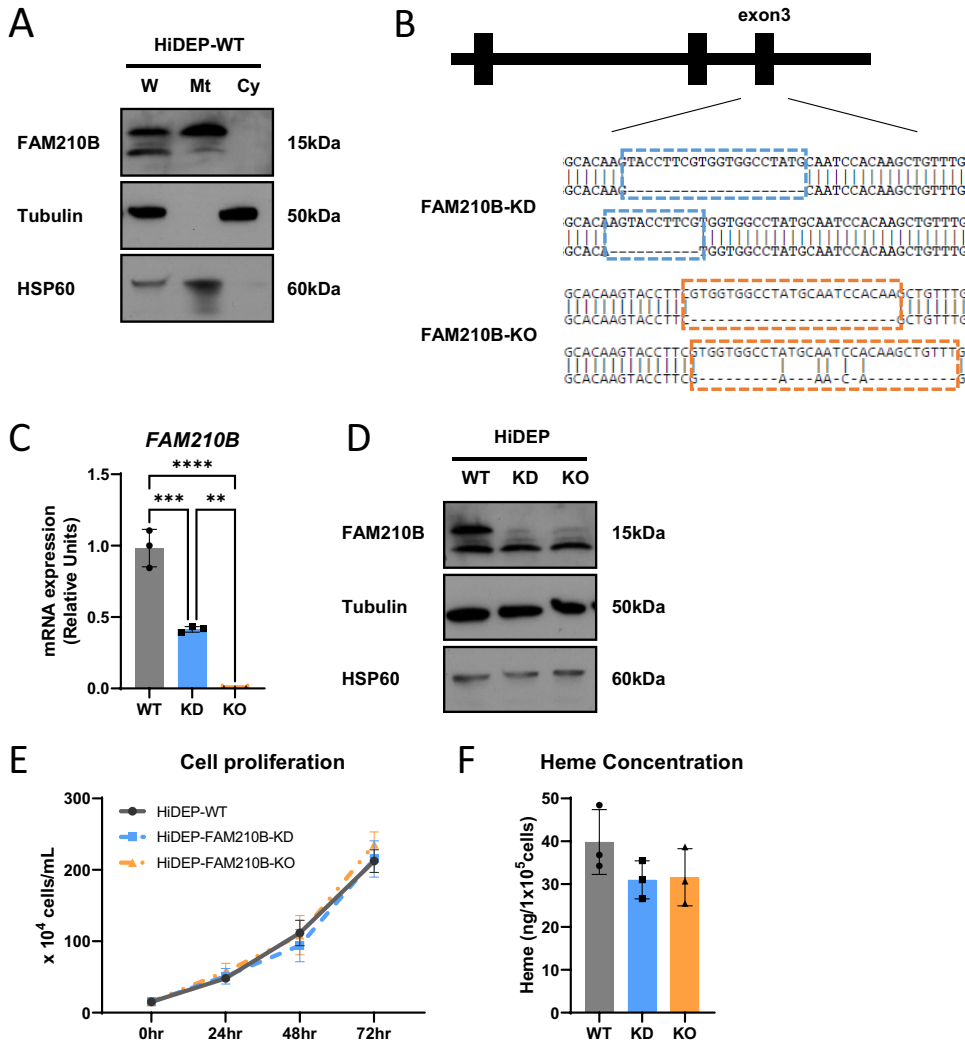 A
HiDEP-WT
W Mt Cy
FAM210B 15kDa
Tubulin 50kDa
HSP60 60kDa
B
exon3
GCACAAGTACCTTCGTGGTGGCCTATGCAATCCACAAGCTGTTTG
GCACAAG--------------------CAATCCACAAGCTGTTTG
FAM210B-KD
GCACAAGTACCTTCGTGGTGGCCTATGCAATCCACAAGCTGTTTG
GCACA----------TGGTGGCCTATGCAATCCACAAGCTGTTTG
GCACAAGTACCTTCGTGGTGGCCTATGCAATCCACAAGCTGTTTG
GCACAAGTACCTTC-----------------------GCTGTTTG
FAM210B-KO
GCACAAGTACCTTCGTGGTGGCCTATGCAATCCACAAGCTGTTTG
GCACAAGTACCTTCG---------A---AA-C-A----------G
C
FAM210B
mRNA expression
(Relative Units)
1.5
1.0
0.5
0.0
****
*** **
WT KD KO
D
HiDEP
WT KD KO
FAM210B 15kDa
Tubulin 50kDa
HSP60 60kDa
E
Cell proliferation
x 10⁴ cells/mL
300
200
100
0
HiDEP-WT
HiDEP-FAM210B-KD
HiDEP-FAM210B-KO
0hr 24hr 48hr 72hr
F
Heme Concentration
Heme (ng/1x10⁵cells)
50
40
30
20
10
0
WT KD KO